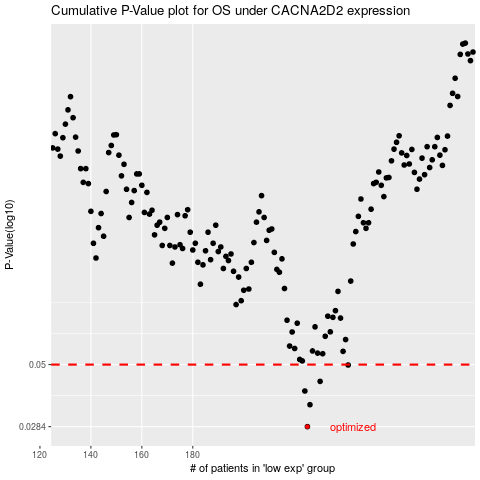 Cumulative P-Value plot for OS under CACNA2D2 expression
P-Value(log10)
0.05
0.0284
optimized
120 140 160 180
# of patients in 'low exp' group